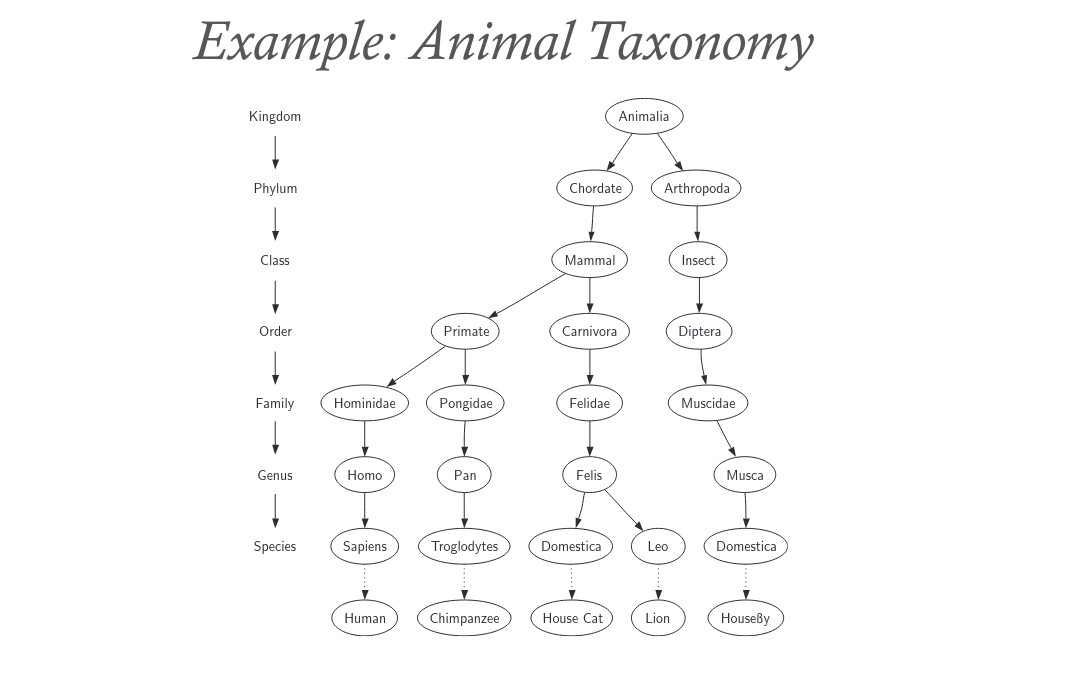 Example: Animal Taxonomy
Kingdom Animalia
Phylum Chordate Arthropoda
Class Mammal Insect
Order Primate Carnivora Diptera
Family Hominidae Pongidae Felidae Muscidae
Genus Homo Pan Felis Musca
Species Sapiens Troglodytes Domestica Leo Domestica
Human Chimpanzee House Cat Lion Houseßy